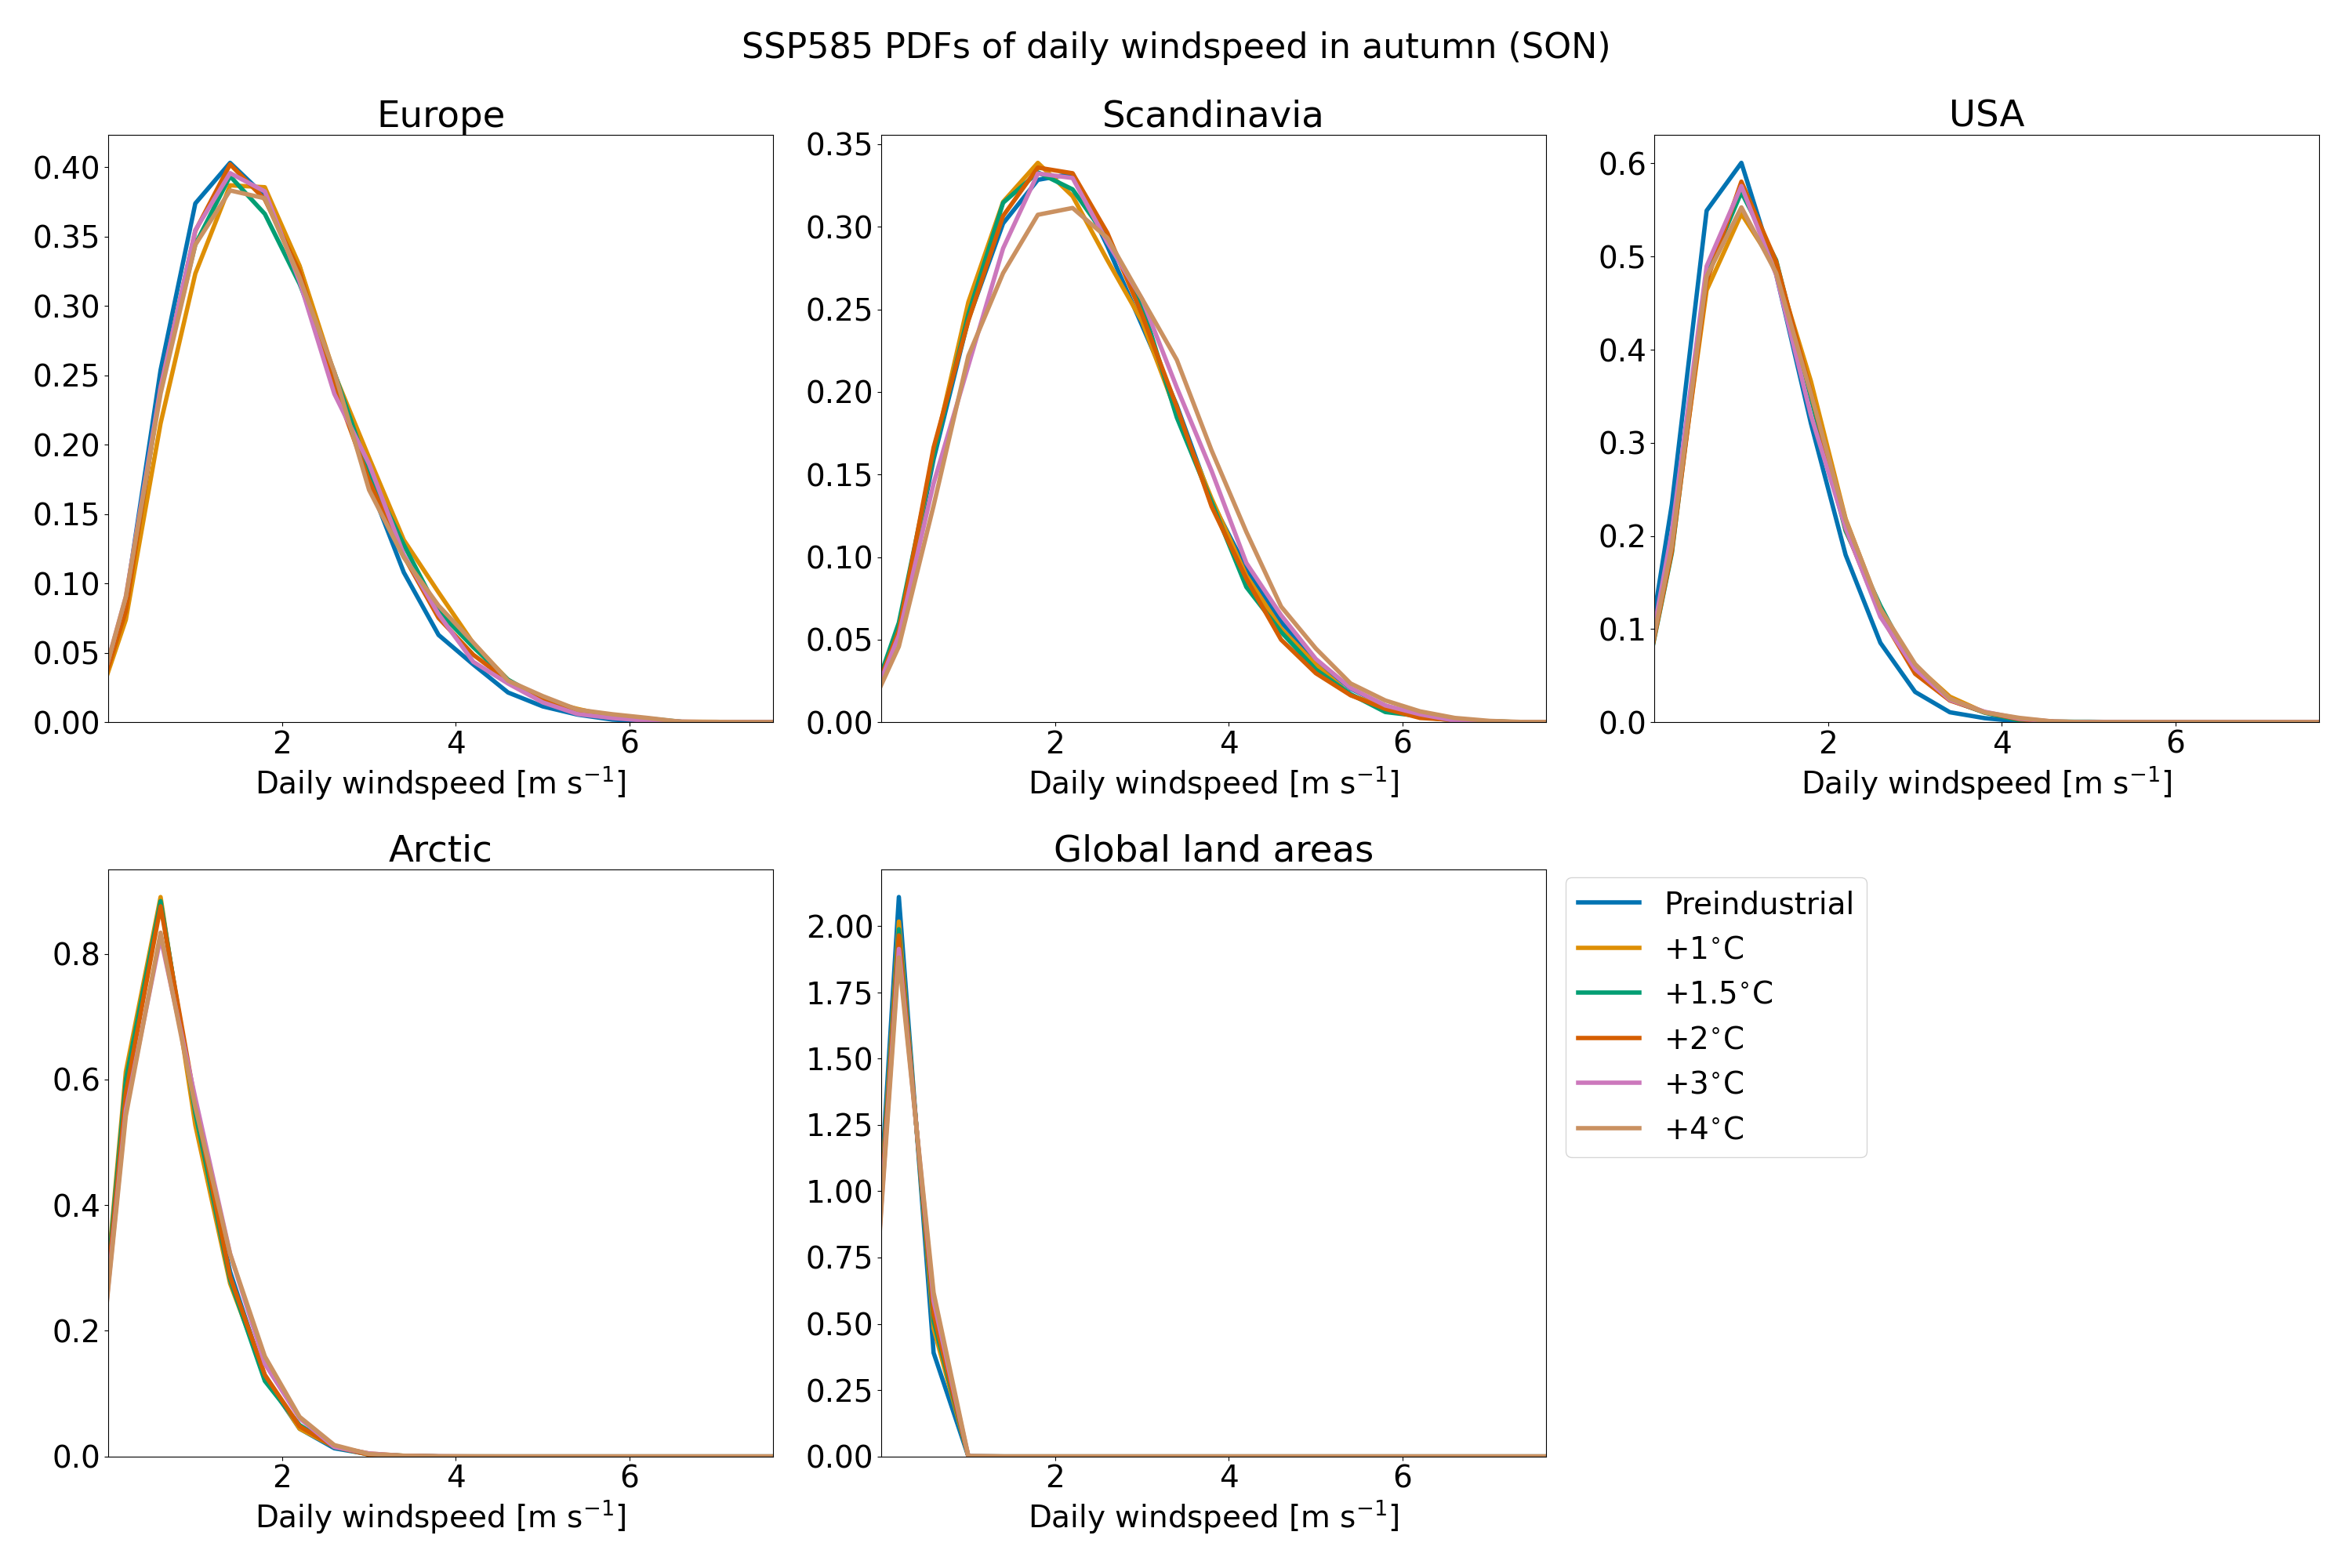 SSP585 PDFs of daily windspeed in autumn (SON)
Europe
0.40
0.35
0.30
0.25
0.20
0.15
0.10
0.05
0.00
2 4 6
Daily windspeed [m s⁻¹]
Scandinavia
0.35
0.30
0.25
0.20
0.15
0.10
0.05
0.00
2 4 6
Daily windspeed [m s⁻¹]
USA
0.6
0.5
0.4
0.3
0.2
0.1
0.0
2 4 6
Daily windspeed [m s⁻¹]
Arctic
0.8
0.6
0.4
0.2
0.0
2 4 6
Daily windspeed [m s⁻¹]
Global land areas
2.00
1.75
1.50
1.25
1.00
0.75
0.50
0.25
0.00
2 4 6
Daily windspeed [m s⁻¹]
Preindustrial
+1°C
+1.5°C
+2°C
+3°C
+4°C